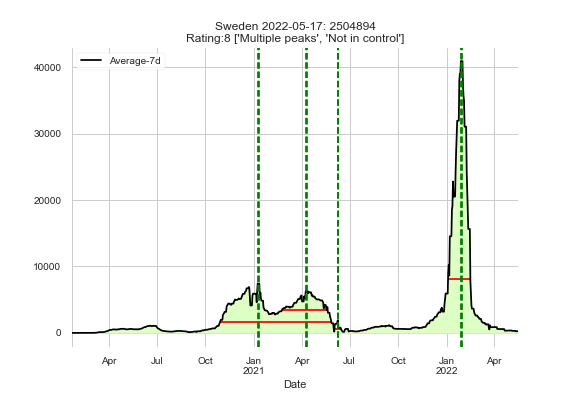 Sweden 2022-05-17: 2504894
Rating:8 ['Multiple peaks', 'Not in control']
Average-7d
40000
30000
20000
10000
0
Apr Jul Oct Jan Apr Jul Oct Jan Apr
2021 2022
Date